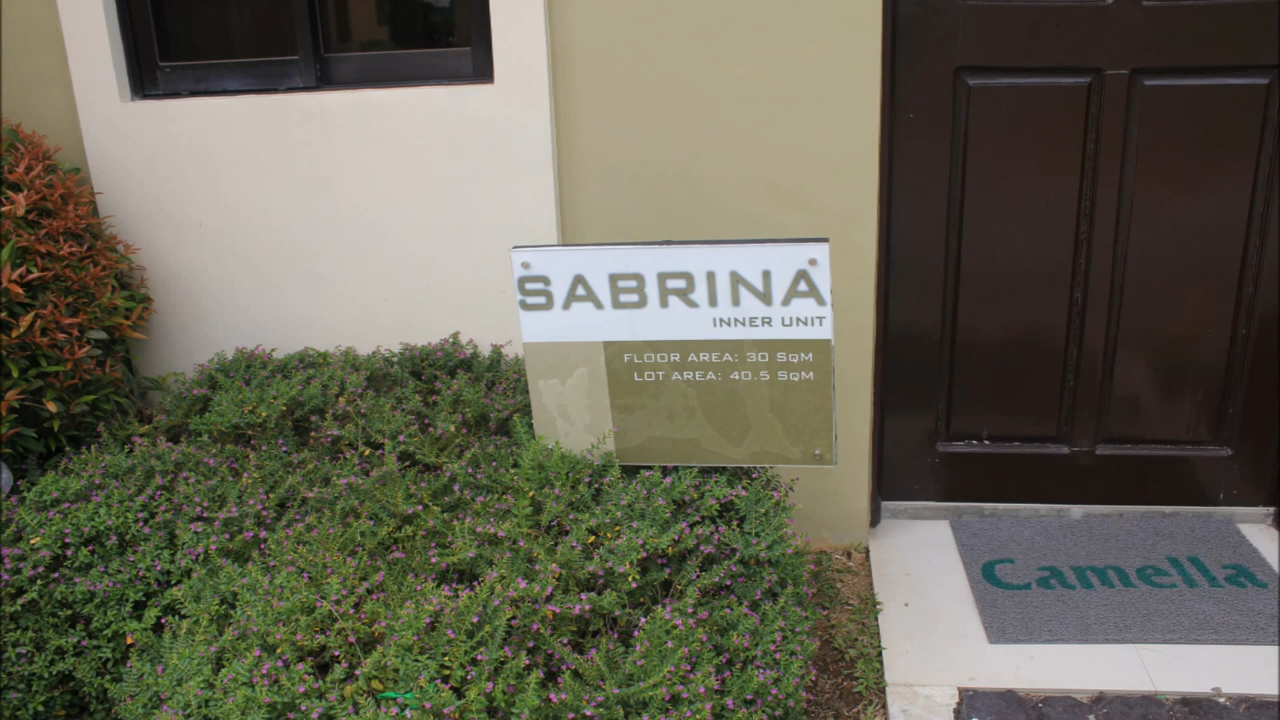 SABRINA
INNER UNIT
FLOOR AREA: 30 SQM
LOT AREA: 40.5 SQM
Camella